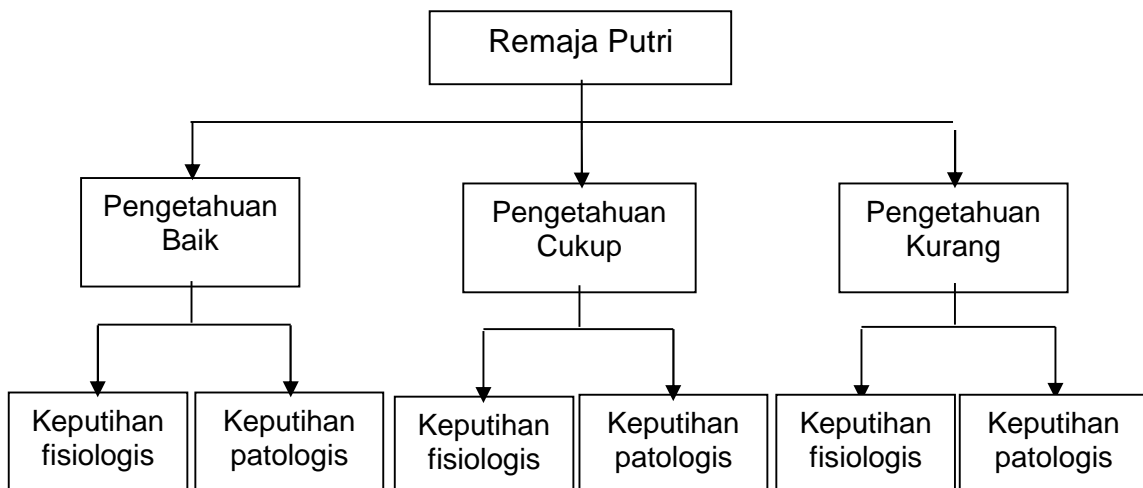 Remaja Putri
Pengetahuan
Baik
Pengetahuan
Cukup
Pengetahuan
Kurang
Keputihan
fisiologis
Keputihan
patologis
Keputihan
fisiologis
Keputihan
patologis
Keputihan
fisiologis
Keputihan
patologis